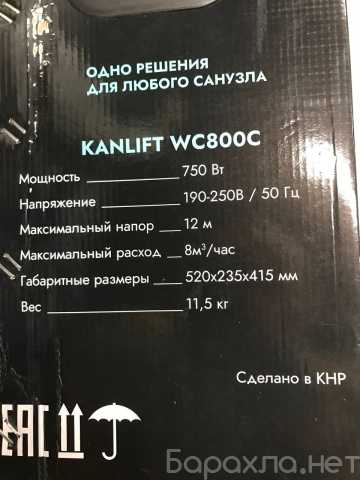 ОДНО РЕШЕНИЯ
ДЛЯ ЛЮБОГО САНУЗЛА
KANLIFT WC800C
Мощность 750 Вт
Напряжение 190-250В / 50 Гц
Максимальный напор 12 м
Максимальный расход 8м³/час
Габаритные размеры 520х235х415 мм
Вес 11,5 кг
Сделано в КНР
EAC
Барахла.нет